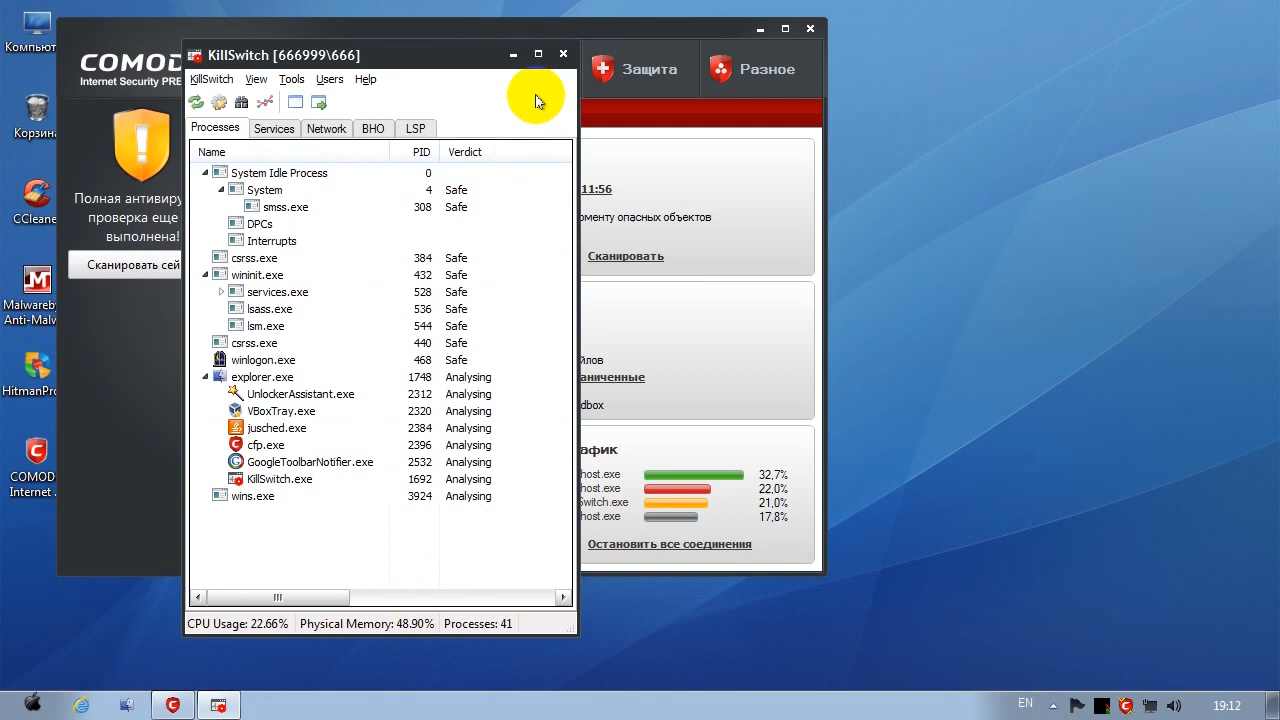 Компьют
Корзина
CCleane
Malwareb
Anti-Malw
HitmanPro
COMOD
Internet .
COMOD
Internet Security PRE
Полная антивиру
проверка еще
выполнена!
Сканировать сей
KillSwitch [666999\666]
KillSwitch View Tools Users Help
Processes Services Network BHO LSP
Name PID Verdict
System Idle Process 0
System 4 Safe
smss.exe 308 Safe
DPCs
Interrupts
csrss.exe 384 Safe
wininit.exe 432 Safe
services.exe 528 Safe
lsass.exe 536 Safe
lsm.exe 544 Safe
csrss.exe 440 Safe
winlogon.exe 468 Safe
explorer.exe 1748 Analysing
UnlockerAssistant.exe 2312 Analysing
VBoxTray.exe 2320 Analysing
jusched.exe 2384 Analysing
cfp.exe 2396 Analysing
GoogleToolbarNotifier.exe 2532 Analysing
KillSwitch.exe 1692 Analysing
wins.exe 3924 Analysing
CPU Usage: 22.66% Physical Memory: 48.90% Processes: 41
Защита Разное
11:56
оменту опасных объектов
Сканировать
йлов
аниченные
dbox
афик
host.exe 32,7%
host.exe 22,0%
Switch.exe 21,0%
host.exe 17,8%
Остановить все соединения
EN 19:12